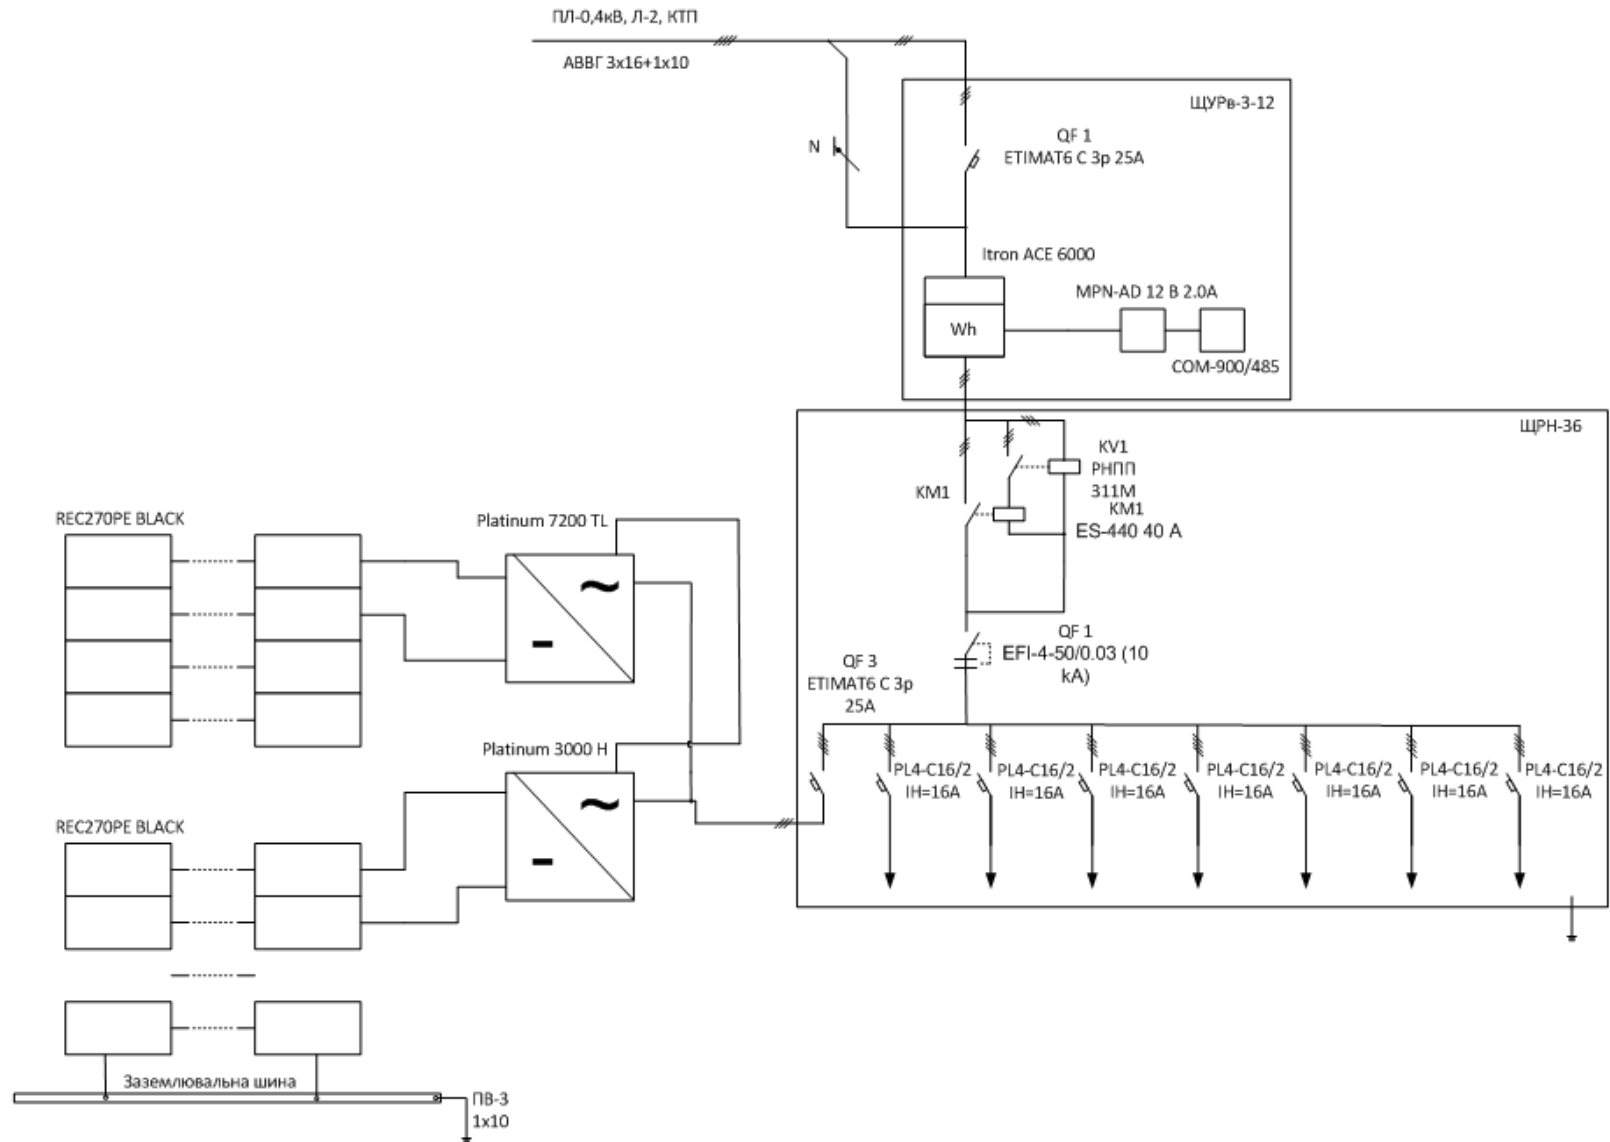 ПЛ-0,4кВ, Л-2, КТП
АВВГ 3х16+1х10
ЩУРв-3-12
QF 1
ETIMAT6 C 3p 25A
N
Itron ACE 6000
MPN-AD 12 В 2.0А
Wh
COM-900/485
ЩРН-36
KV1
РНПП
311М
KM1
KM1
ES-440 40 A
REC270PE BLACK
Platinum 7200 TL
QF 1
EFI-4-50/0.03 (10
kA)
QF 3
ETIMAT6 C 3p
25A
Platinum 3000 H
PL4-C16/2
IH=16A
PL4-C16/2
IH=16A
PL4-C16/2
IH=16A
PL4-C16/2
IH=16A
PL4-C16/2
IH=16A
PL4-C16/2
IH=16A
PL4-C16/2
IH=16A
REC270PE BLACK
Заземлювальна шина
ПВ-3
1х10